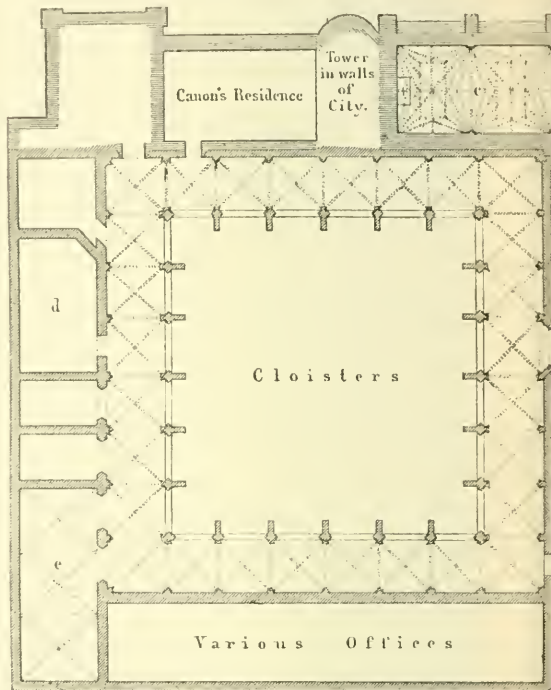 Tower
in walls
of
City.
Canon's Residence
c
d
Cloisters
e
Various Offices